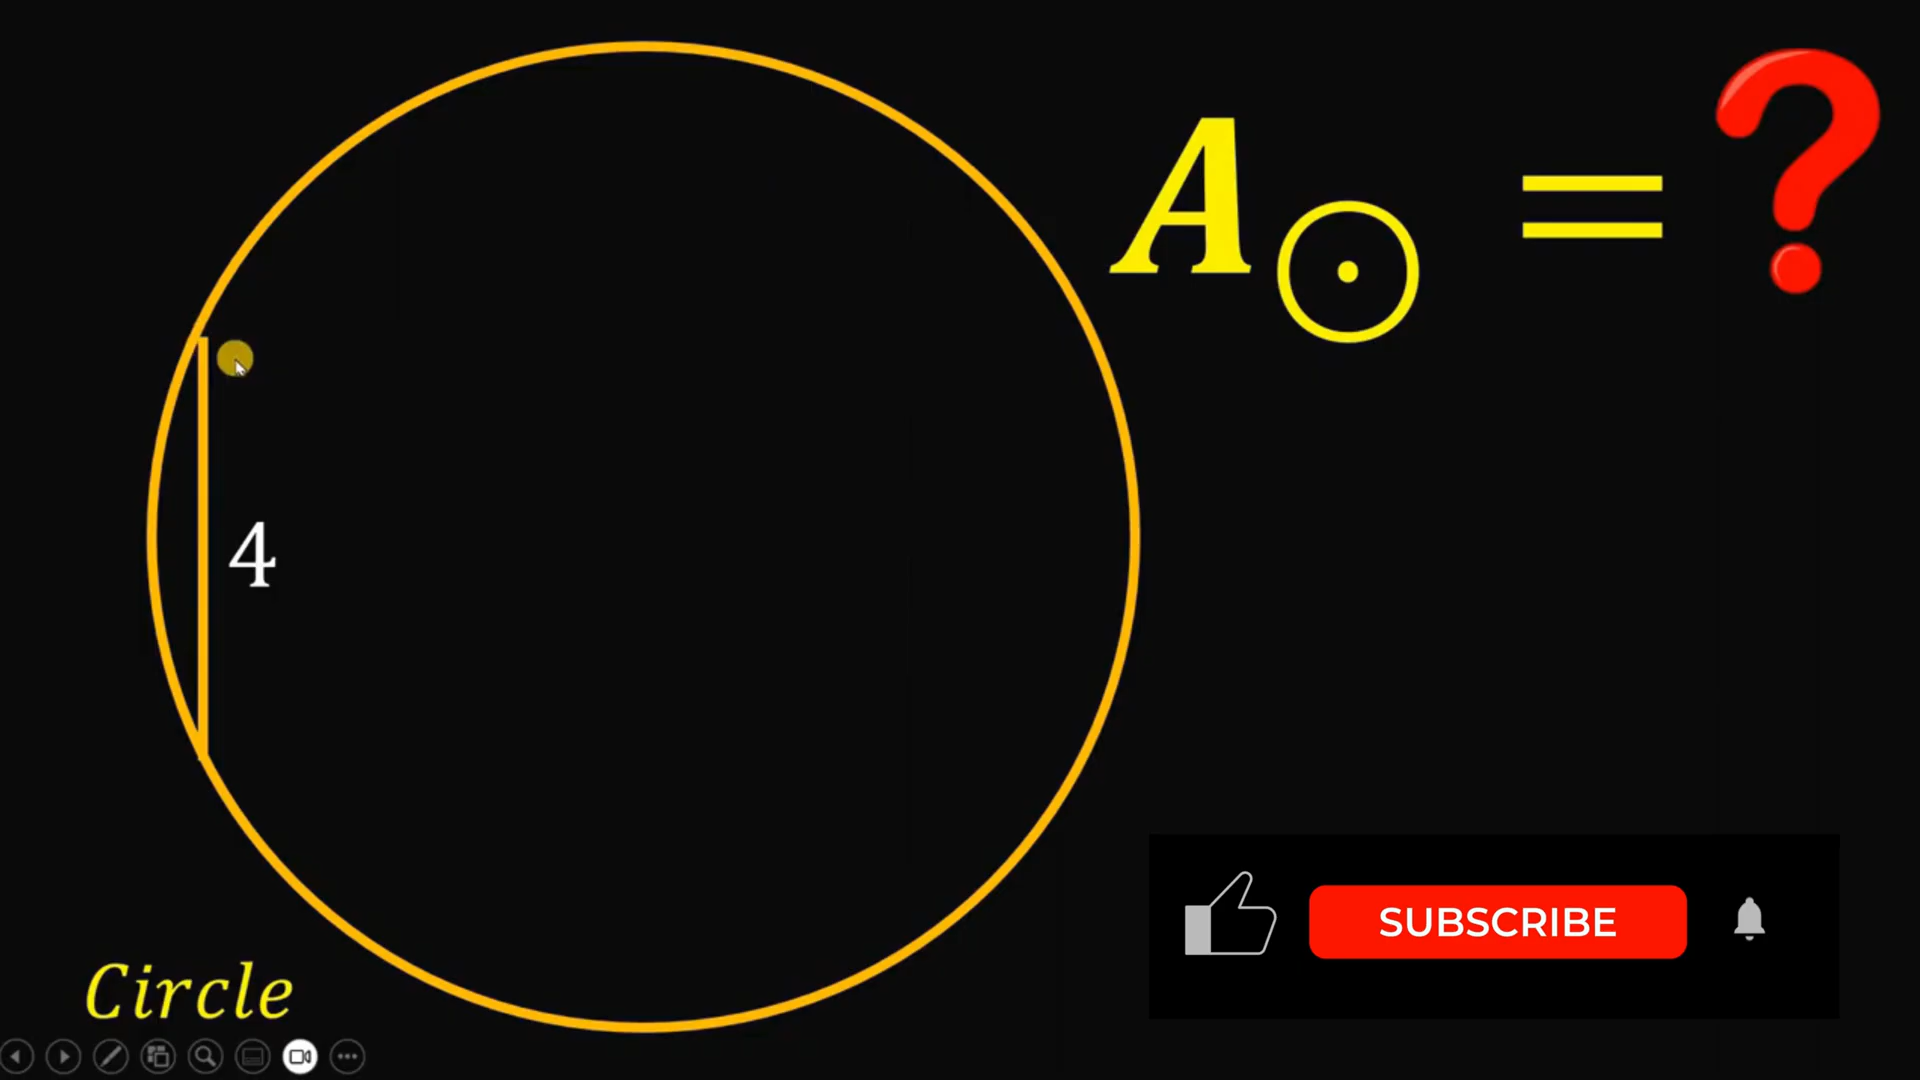 A⊙ = ?
4
SUBSCRIBE
Circle